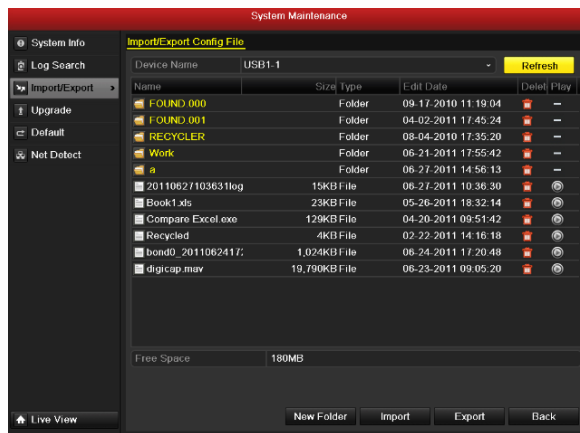 System Maintenance
System Info
Log Search
Import/Export
Upgrade
Default
Net Detect
Live View
Import/Export Config File
Device Name USB1-1 Refresh
Name Size Type Edit Date Delet Play
FOUND.000 Folder 09-17-2010 11:19:04 –
FOUND.001 Folder 04-02-2011 17:45:24 –
RECYCLER Folder 08-04-2010 17:35:20 –
Work Folder 06-21-2011 17:55:42 –
a Folder 06-27-2011 14:56:13 –
20110627103631log 15KB File 06-27-2011 10:36:30
Book1.xls 23KB File 05-26-2011 18:32:14
Compare Excel.exe 129KB File 04-20-2011 09:51:42
Recycled 4KB File 02-22-2011 14:16:18
bond0_20110624172 1,024KB File 06-24-2011 17:20:48
digicap.mav 19,790KB File 06-23-2011 09:05:20
Free Space 180MB
New Folder Import Export Back